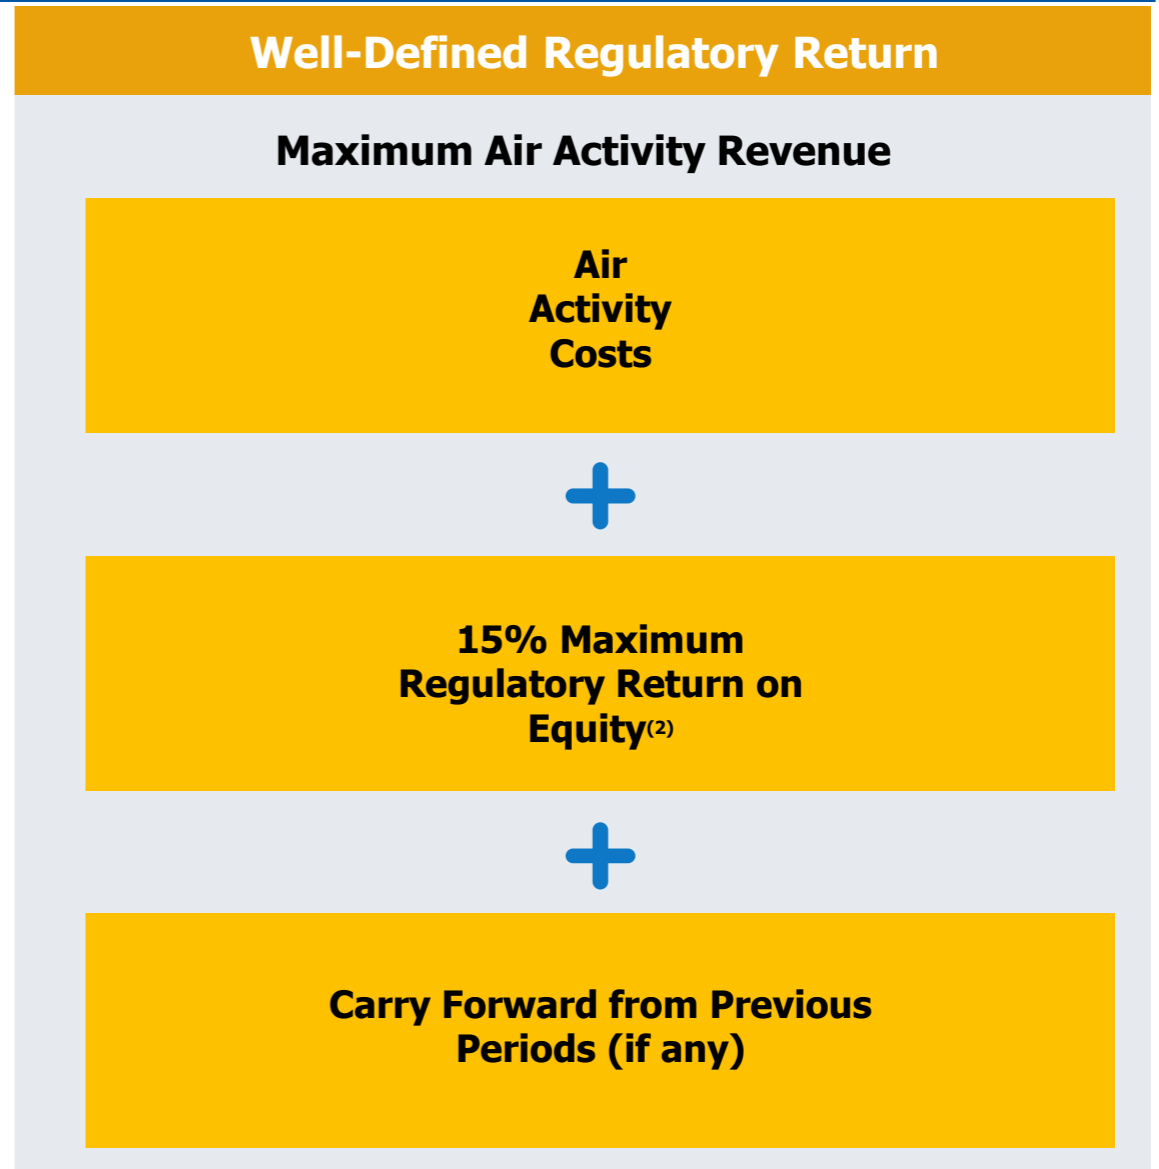 Well-Defined Regulatory Return
Maximum Air Activity Revenue
Air
Activity
Costs
15% Maximum
Regulatory Return on
Equity(2)
Carry Forward from Previous
Periods (if any)